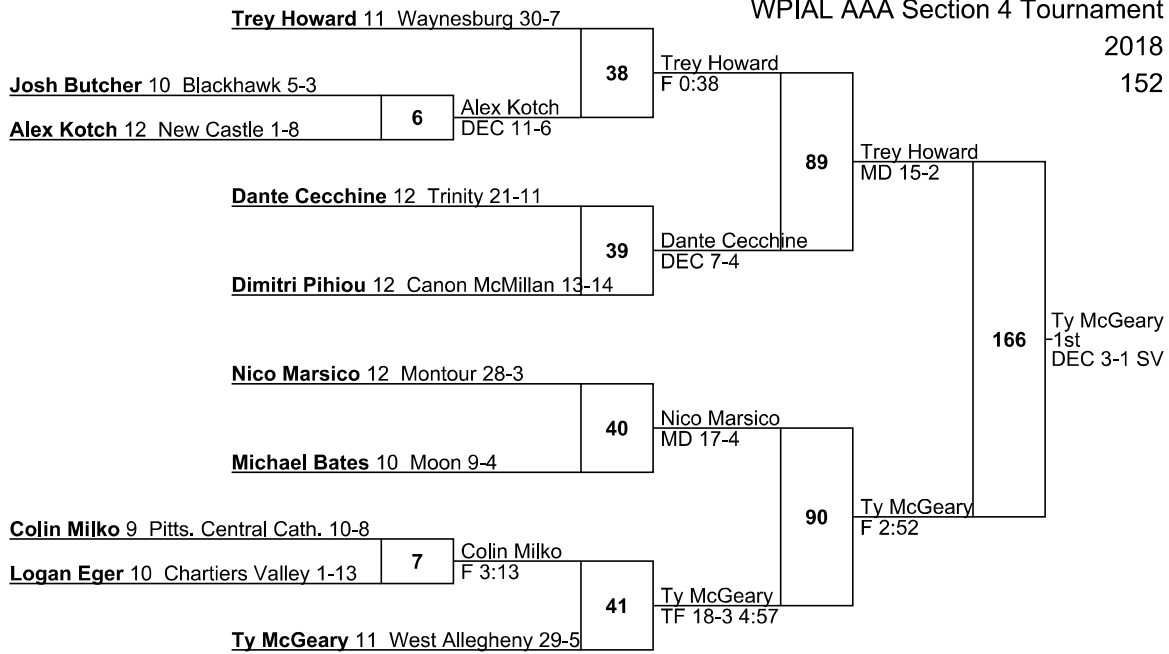 WPIAL AAA Section 4 Tournament
2018
152
Trey Howard 11 Waynesburg 30-7
38
Trey Howard
F 0:38
Josh Butcher 10 Blackhawk 5-3
6
Alex Kotch
DEC 11-6
Alex Kotch 12 New Castle 1-8
89
Trey Howard
MD 15-2
Dante Cecchine 12 Trinity 21-11
39
Dante Cecchine
DEC 7-4
Dimitri Pihiou 12 Canon McMillan 13-14
166
Ty McGeary
1st
DEC 3-1 SV
Nico Marsico 12 Montour 28-3
40
Nico Marsico
MD 17-4
Michael Bates 10 Moon 9-4
90
Ty McGeary
F 2:52
Colin Milko 9 Pitts. Central Cath. 10-8
7
Colin Milko
F 3:13
Logan Eger 10 Chartiers Valley 1-13
41
Ty McGeary
TF 18-3 4:57
Ty McGeary 11 West Allegheny 29-5